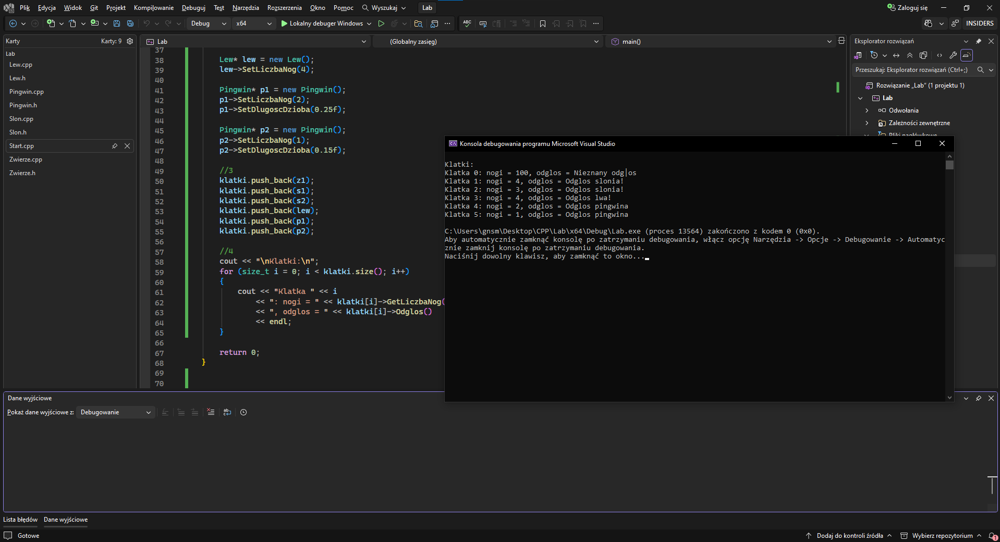 Plik Edycja Widok Git Projekt Kompilowanie Debuguj Test Narzędzia Rozszerzenia Okno Pomoc Wyszukaj Lab Zaloguj się
Debug x64 Lokalny debuger Windows ABC INSIDERS
Karty Karty: 9
Lab
Lew.cpp
Lew.h
Pingwin.cpp
Pingwin.h
Slon.cpp
Slon.h
Start.cpp
Zwierze.cpp
Zwierze.h
Lab (Globalny zasięg) main()
37
38 Lew* lew = new Lew();
39 lew->SetLiczbaNog(4);
40
41 Pingwin* p1 = new Pingwin();
42 p1->SetLiczbaNog(2);
43 p1->SetDlugoscDzioba(0.25f);
44
45 Pingwin* p2 = new Pingwin();
46 p2->SetLiczbaNog(1);
47 p2->SetDlugoscDzioba(0.15f);
48
49 //3
50 klatki.push_back(z1);
51 klatki.push_back(s1);
52 klatki.push_back(s2);
53 klatki.push_back(lew);
54 klatki.push_back(p1);
55 klatki.push_back(p2);
56
57 //4
58 cout << "\nKlatki:\n";
59 for (size_t i = 0; i < klatki.size(); i++)
60 {
61 cout << "Klatka " << i
62 << ": nogi = " << klatki[i]->GetLiczbaNog(
63 << ", odglos = " << klatki[i]->Odglos()
64 << endl;
65 }
66
67 return 0;
68 }
69
70
Eksplorator rozwiązań
Przeszukaj: Eksplorator rozwiązań (Ctrl+;)
Rozwiązanie „Lab” (1 projektu 1)
Lab
Odwołania
Zależności zewnętrzne
Pliki nagłówkowe
Konsola debugowania programu Microsoft Visual Studio
Klatki:
Klatka 0: nogi = 100, odglos = Nieznany odg|os
Klatka 1: nogi = 4, odglos = Odglos slonia!
Klatka 2: nogi = 3, odglos = Odglos slonia!
Klatka 3: nogi = 4, odglos = Odglos lwa!
Klatka 4: nogi = 2, odglos = Odglos pingwina
Klatka 5: nogi = 1, odglos = Odglos pingwina
C:\Users\gnsm\Desktop\CPP\Lab\x64\Debug\Lab.exe (proces 13564) zakończono z kodem 0 (0x0).
Aby automatycznie zamknąć konsolę po zatrzymaniu debugowania, włącz opcję Narzędzia -> Opcje -> Debugowanie -> Automatyc
znie zamknij konsolę po zatrzymaniu debugowania.
Naciśnij dowolny klawisz, aby zamknąć to okno...
Dane wyjściowe
Pokaż dane wyjściowe z: Debugowanie
Lista błędów Dane wyjściowe
Gotowe Dodaj do kontroli źródła Wybierz repozytorium 1